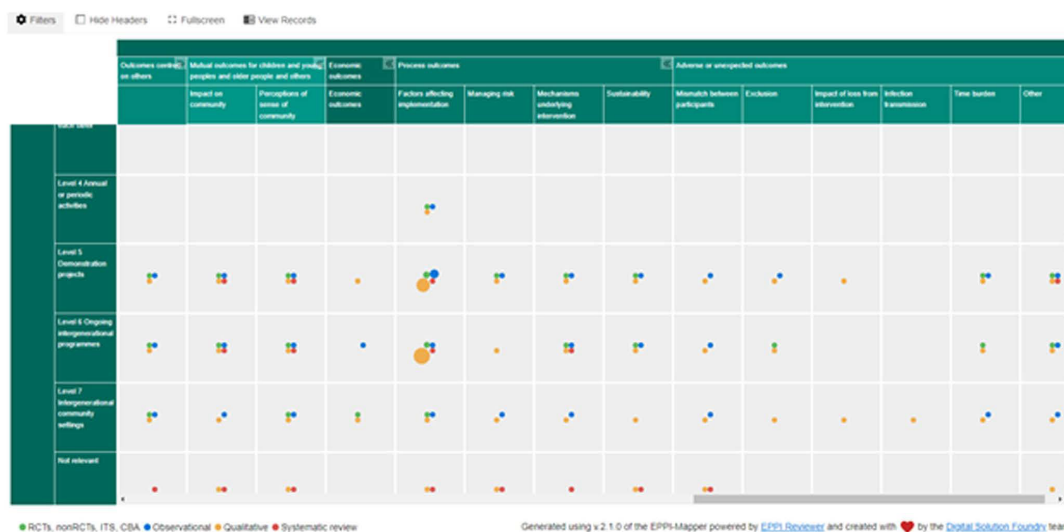 Filters Hide Headers Fullscreen View Records
Outcomes centred
on others
Mutual outcomes for children and young
peoples and older people and others
Economic
outcomes
Process outcomes
Adverse or unexpected outcomes
Impact on
community
Perceptions of
sense of
community
Economic
outcomes
Factors affecting
implementation
Managing risk
Mechanisms
underlying
intervention
Sustainability
Mismatch between
participants
Exclusion
Impact of loss from
intervention
Infection
transmission
Time burden
Other
each other
Level 4 Annual
or periodic
activities
Level 5
Demonstration
projects
Level 6 Ongoing
intergenerational
programmes
Level 7
Intergenerational
community
settings
Not relevant
RCTs, nonRCTs, ITS, CBA Observational Qualitative Systematic review
Generated using v.2.1.0 of the EPPI-Mapper powered by EPPI Reviewer and created with by the Digital Solution Foundry tea